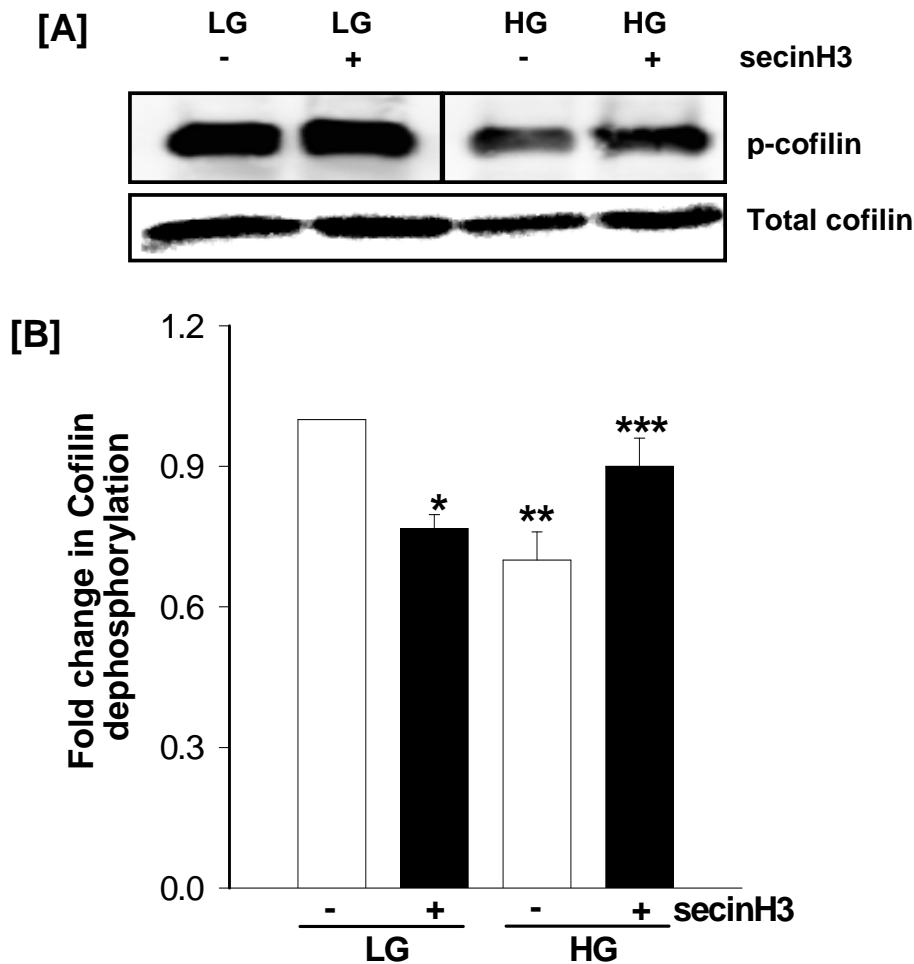 [A]
LG LG HG HG
- + - + secinH3
p-cofilin
Total cofilin
[B]
Fold change in Cofilin
dephosphorylation
1.2
0.9
0.6
0.3
0.0
* ** ***
- + - + secinH3
LG HG